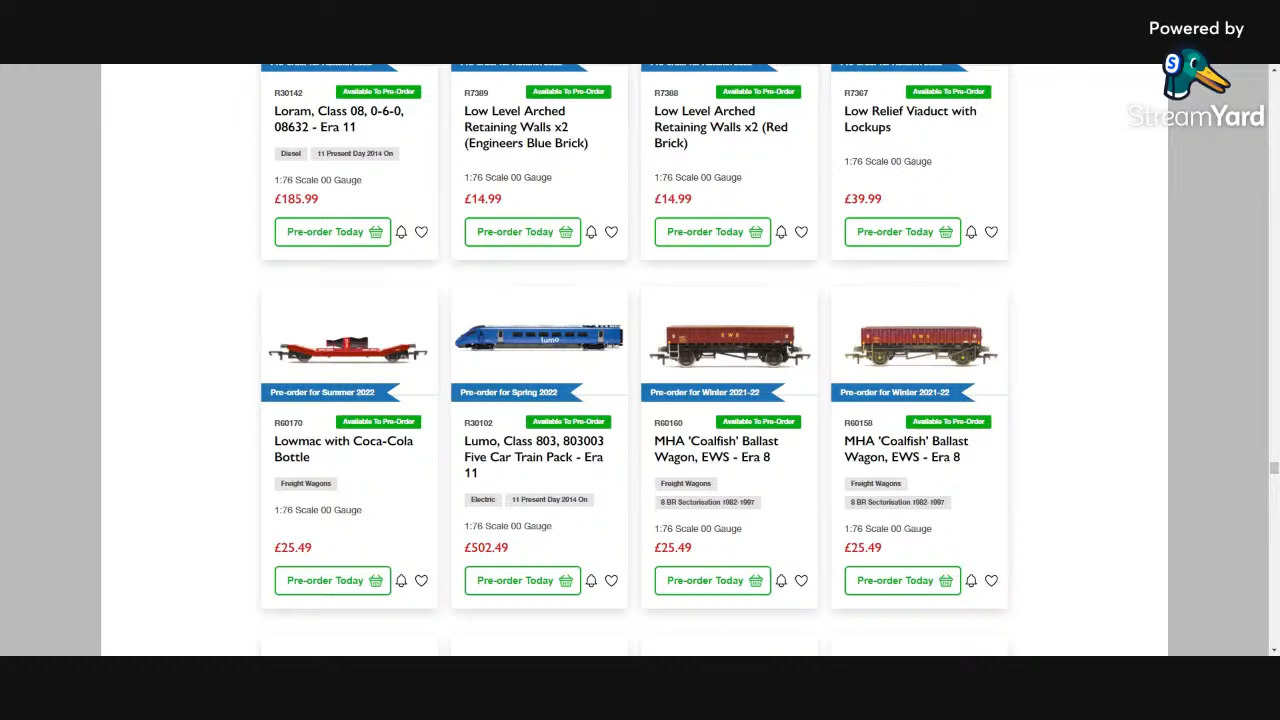 Powered by
StreamYard
R30142
Available To Pre-Order
Loram, Class 08, 0-6-0,
08632 - Era 11
Diesel
11 Present Day 2014 On
1:76 Scale 00 Gauge
£185.99
Pre-order Today
R7389
Available To Pre-Order
Low Level Arched
Retaining Walls x2
(Engineers Blue Brick)
1:76 Scale 00 Gauge
£14.99
Pre-order Today
R7388
Available To Pre-Order
Low Level Arched
Retaining Walls x2 (Red
Brick)
1:76 Scale 00 Gauge
£14.99
Pre-order Today
R7367
Available To Pre-Order
Low Relief Viaduct with
Lockups
1:76 Scale 00 Gauge
£39.99
Pre-order Today
Pre-order for Summer 2022
R60170
Available To Pre-Order
Lowmac with Coca-Cola
Bottle
Freight Wagons
1:76 Scale 00 Gauge
£25.49
Pre-order Today
lumo
Pre-order for Spring 2022
R30102
Available To Pre-Order
Lumo, Class 803, 803003
Five Car Train Pack - Era
11
Electric
11 Present Day 2014 On
1:76 Scale 00 Gauge
£502.49
Pre-order Today
EWS
Pre-order for Winter 2021-22
R60160
Available To Pre-Order
MHA 'Coalfish' Ballast
Wagon, EWS - Era 8
Freight Wagons
8 BR Sectorisation 1982-1997
1:76 Scale 00 Gauge
£25.49
Pre-order Today
EWS
Pre-order for Winter 2021-22
R60158
Available To Pre-Order
MHA 'Coalfish' Ballast
Wagon, EWS - Era 8
Freight Wagons
8 BR Sectorisation 1982-1997
1:76 Scale 00 Gauge
£25.49
Pre-order Today